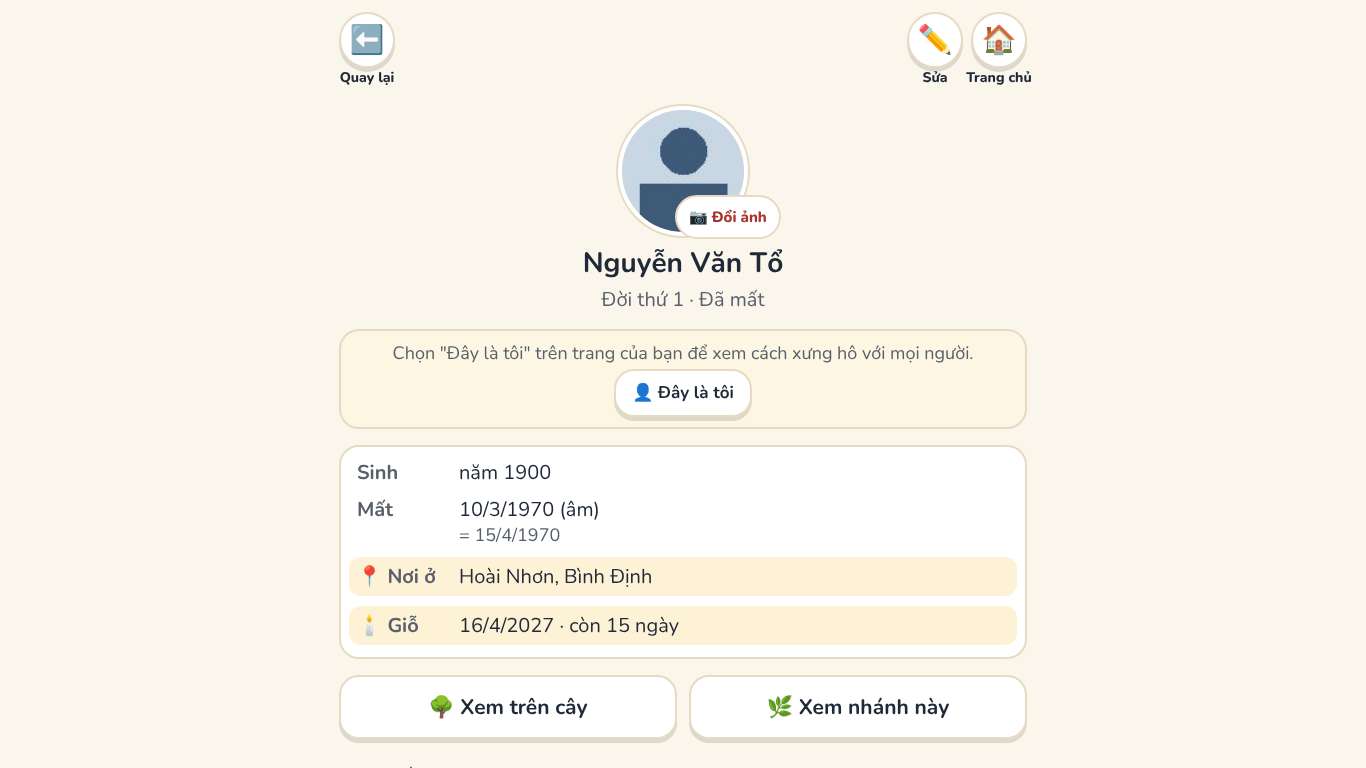 Quay lại
Sửa
Trang chủ
Đổi ảnh
Nguyễn Văn Tổ
Đời thứ 1 · Đã mất
Chọn "Đây là tôi" trên trang của bạn để xem cách xưng hô với mọi người.
Đây là tôi
Sinh năm 1900
Mất 10/3/1970 (âm)
= 15/4/1970
Nơi ở Hoài Nhơn, Bình Định
Giỗ 16/4/2027 · còn 15 ngày
Xem trên cây
Xem nhánh này